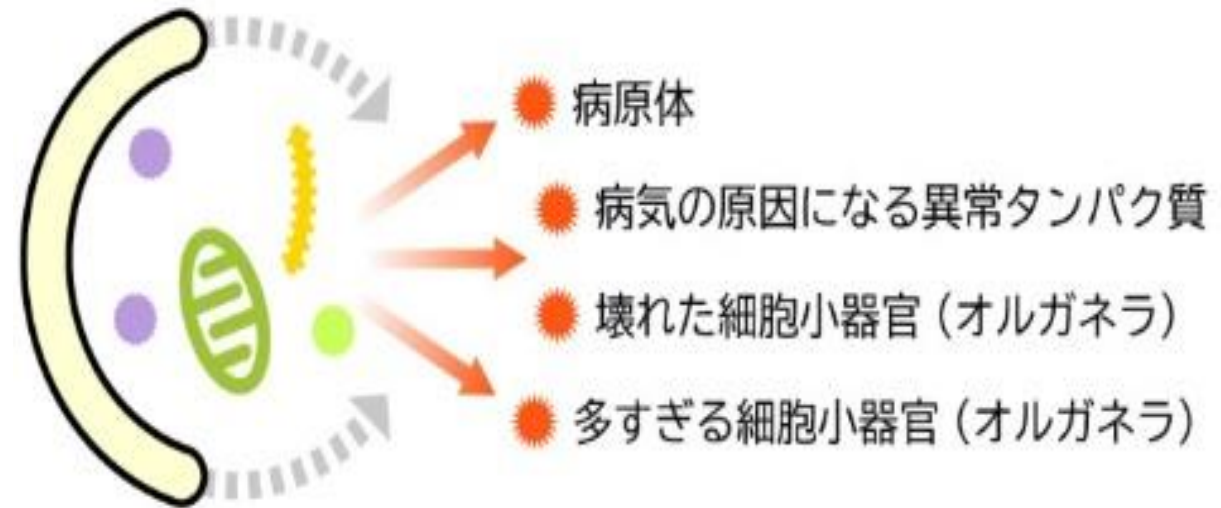 病原体
病気の原因になる異常タンパク質
壊れた細胞小器官（オルガネラ）
多すぎる細胞小器官（オルガネラ）